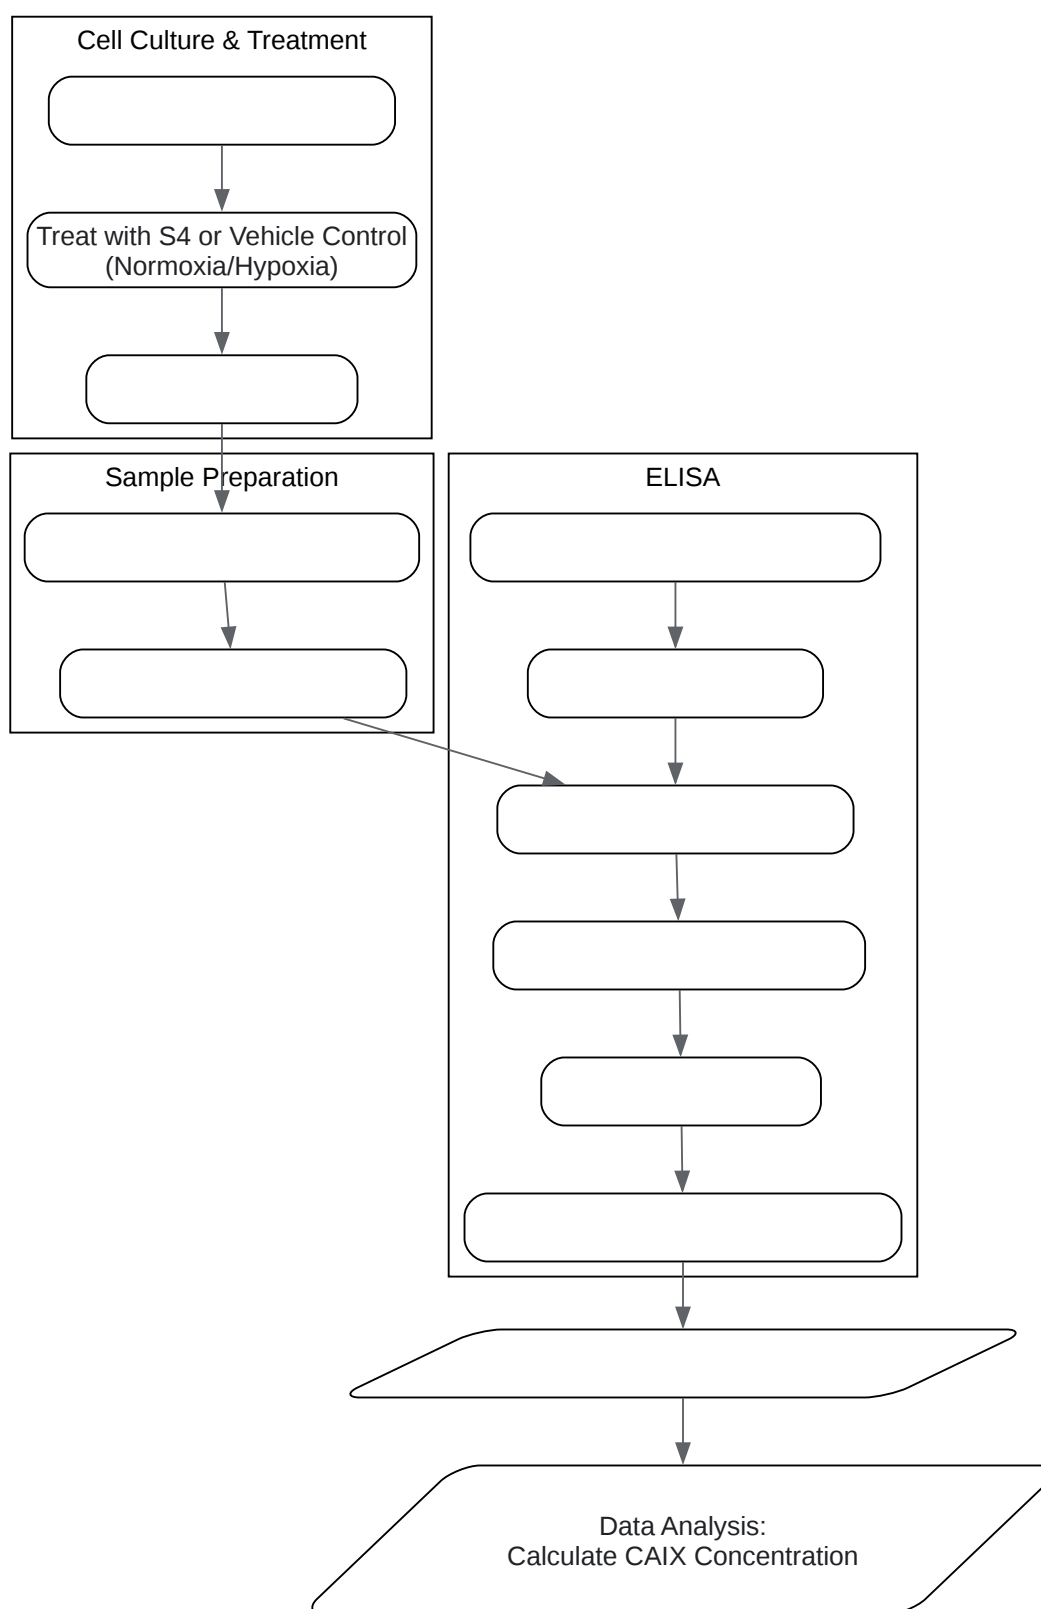 Cell Culture & Treatment
Treat with S4 or Vehicle Control
(Normoxia/Hypoxia)
Sample Preparation
ELISA
Data Analysis:
Calculate CAIX Concentration